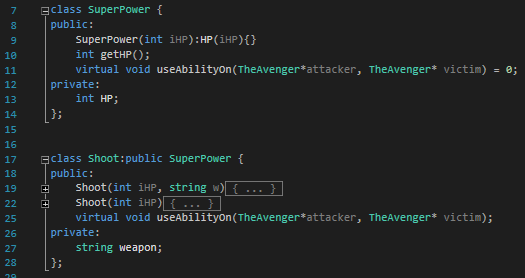 7 class SuperPower {
8 public:
9 SuperPower(int iHP):HP(iHP){}
10 int getHP();
11 virtual void useAbilityOn(TheAvenger*attacker, TheAvenger* victim) = 0;
12 private:
13 int HP;
14 };
15
16
17 class Shoot:public SuperPower {
18 public:
19 Shoot(int iHP, string w){ ... }
22 Shoot(int iHP){ ... }
25 virtual void useAbilityOn(TheAvenger*attacker, TheAvenger* victim);
26 private:
27 string weapon;
28 };
29